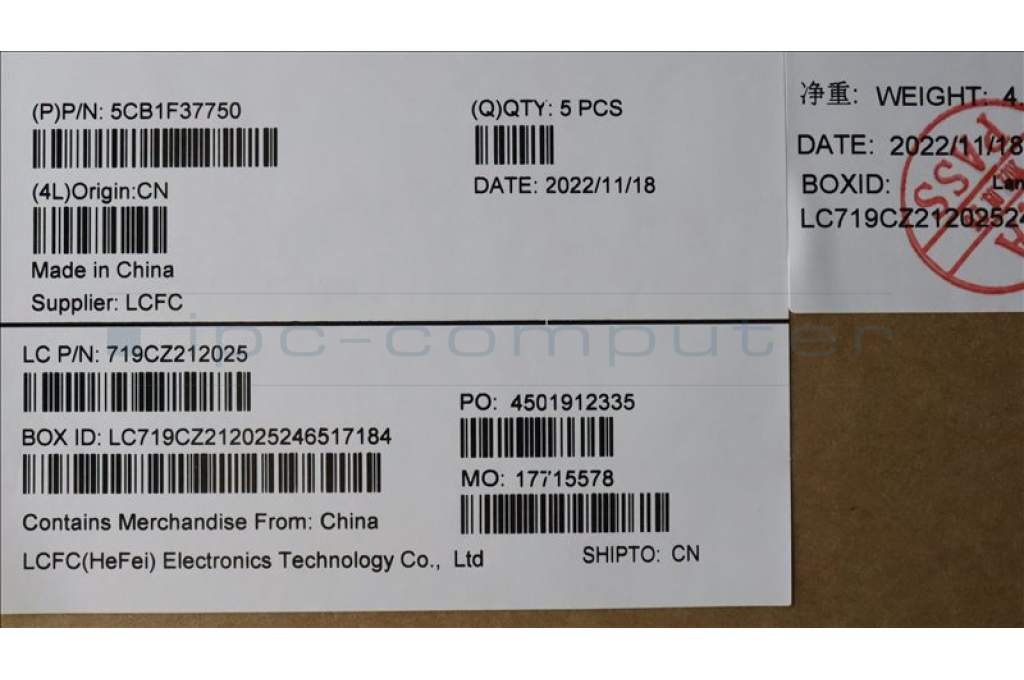 (P)P/N: 5CB1F37750
(Q)QTY: 5 PCS
(4L)Origin:CN
DATE: 2022/11/18
Made in China
Supplier: LCFC
净重: WEIGHT: 4.
DATE: 2022/11/18
BOXID: Lan
LC719CZ21202524
PASS
ipc-computer
LC P/N: 719CZ212025
PO: 4501912335
BOX ID: LC719CZ212025246517184
MO: 17715578
Contains Merchandise From: China
LCFC(HeFei) Electronics Technology Co., Ltd
SHIPTO: CN